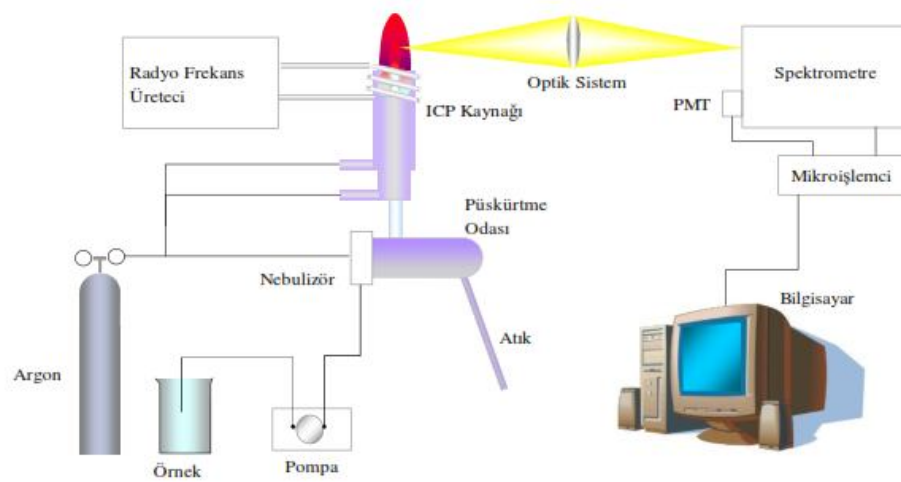 Radyo Frekans
Üreteci
ICP Kaynağı
Optik Sistem
Spektrometre
PMT
Mikroişlemci
Püskürtme
Odası
Nebulizör
Bilgisayar
Atık
Argon
Örnek
Pompa